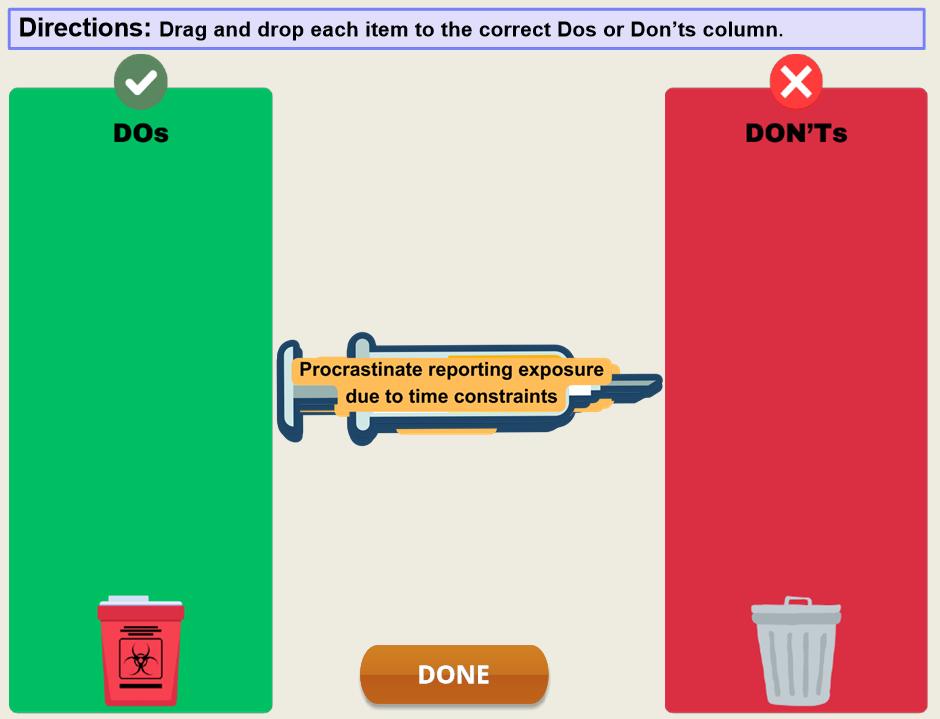 Directions: Drag and drop each item to the correct Dos or Don’ts column.
DOs
DON’Ts
Procrastinate reporting exposure
due to time constraints
DONE